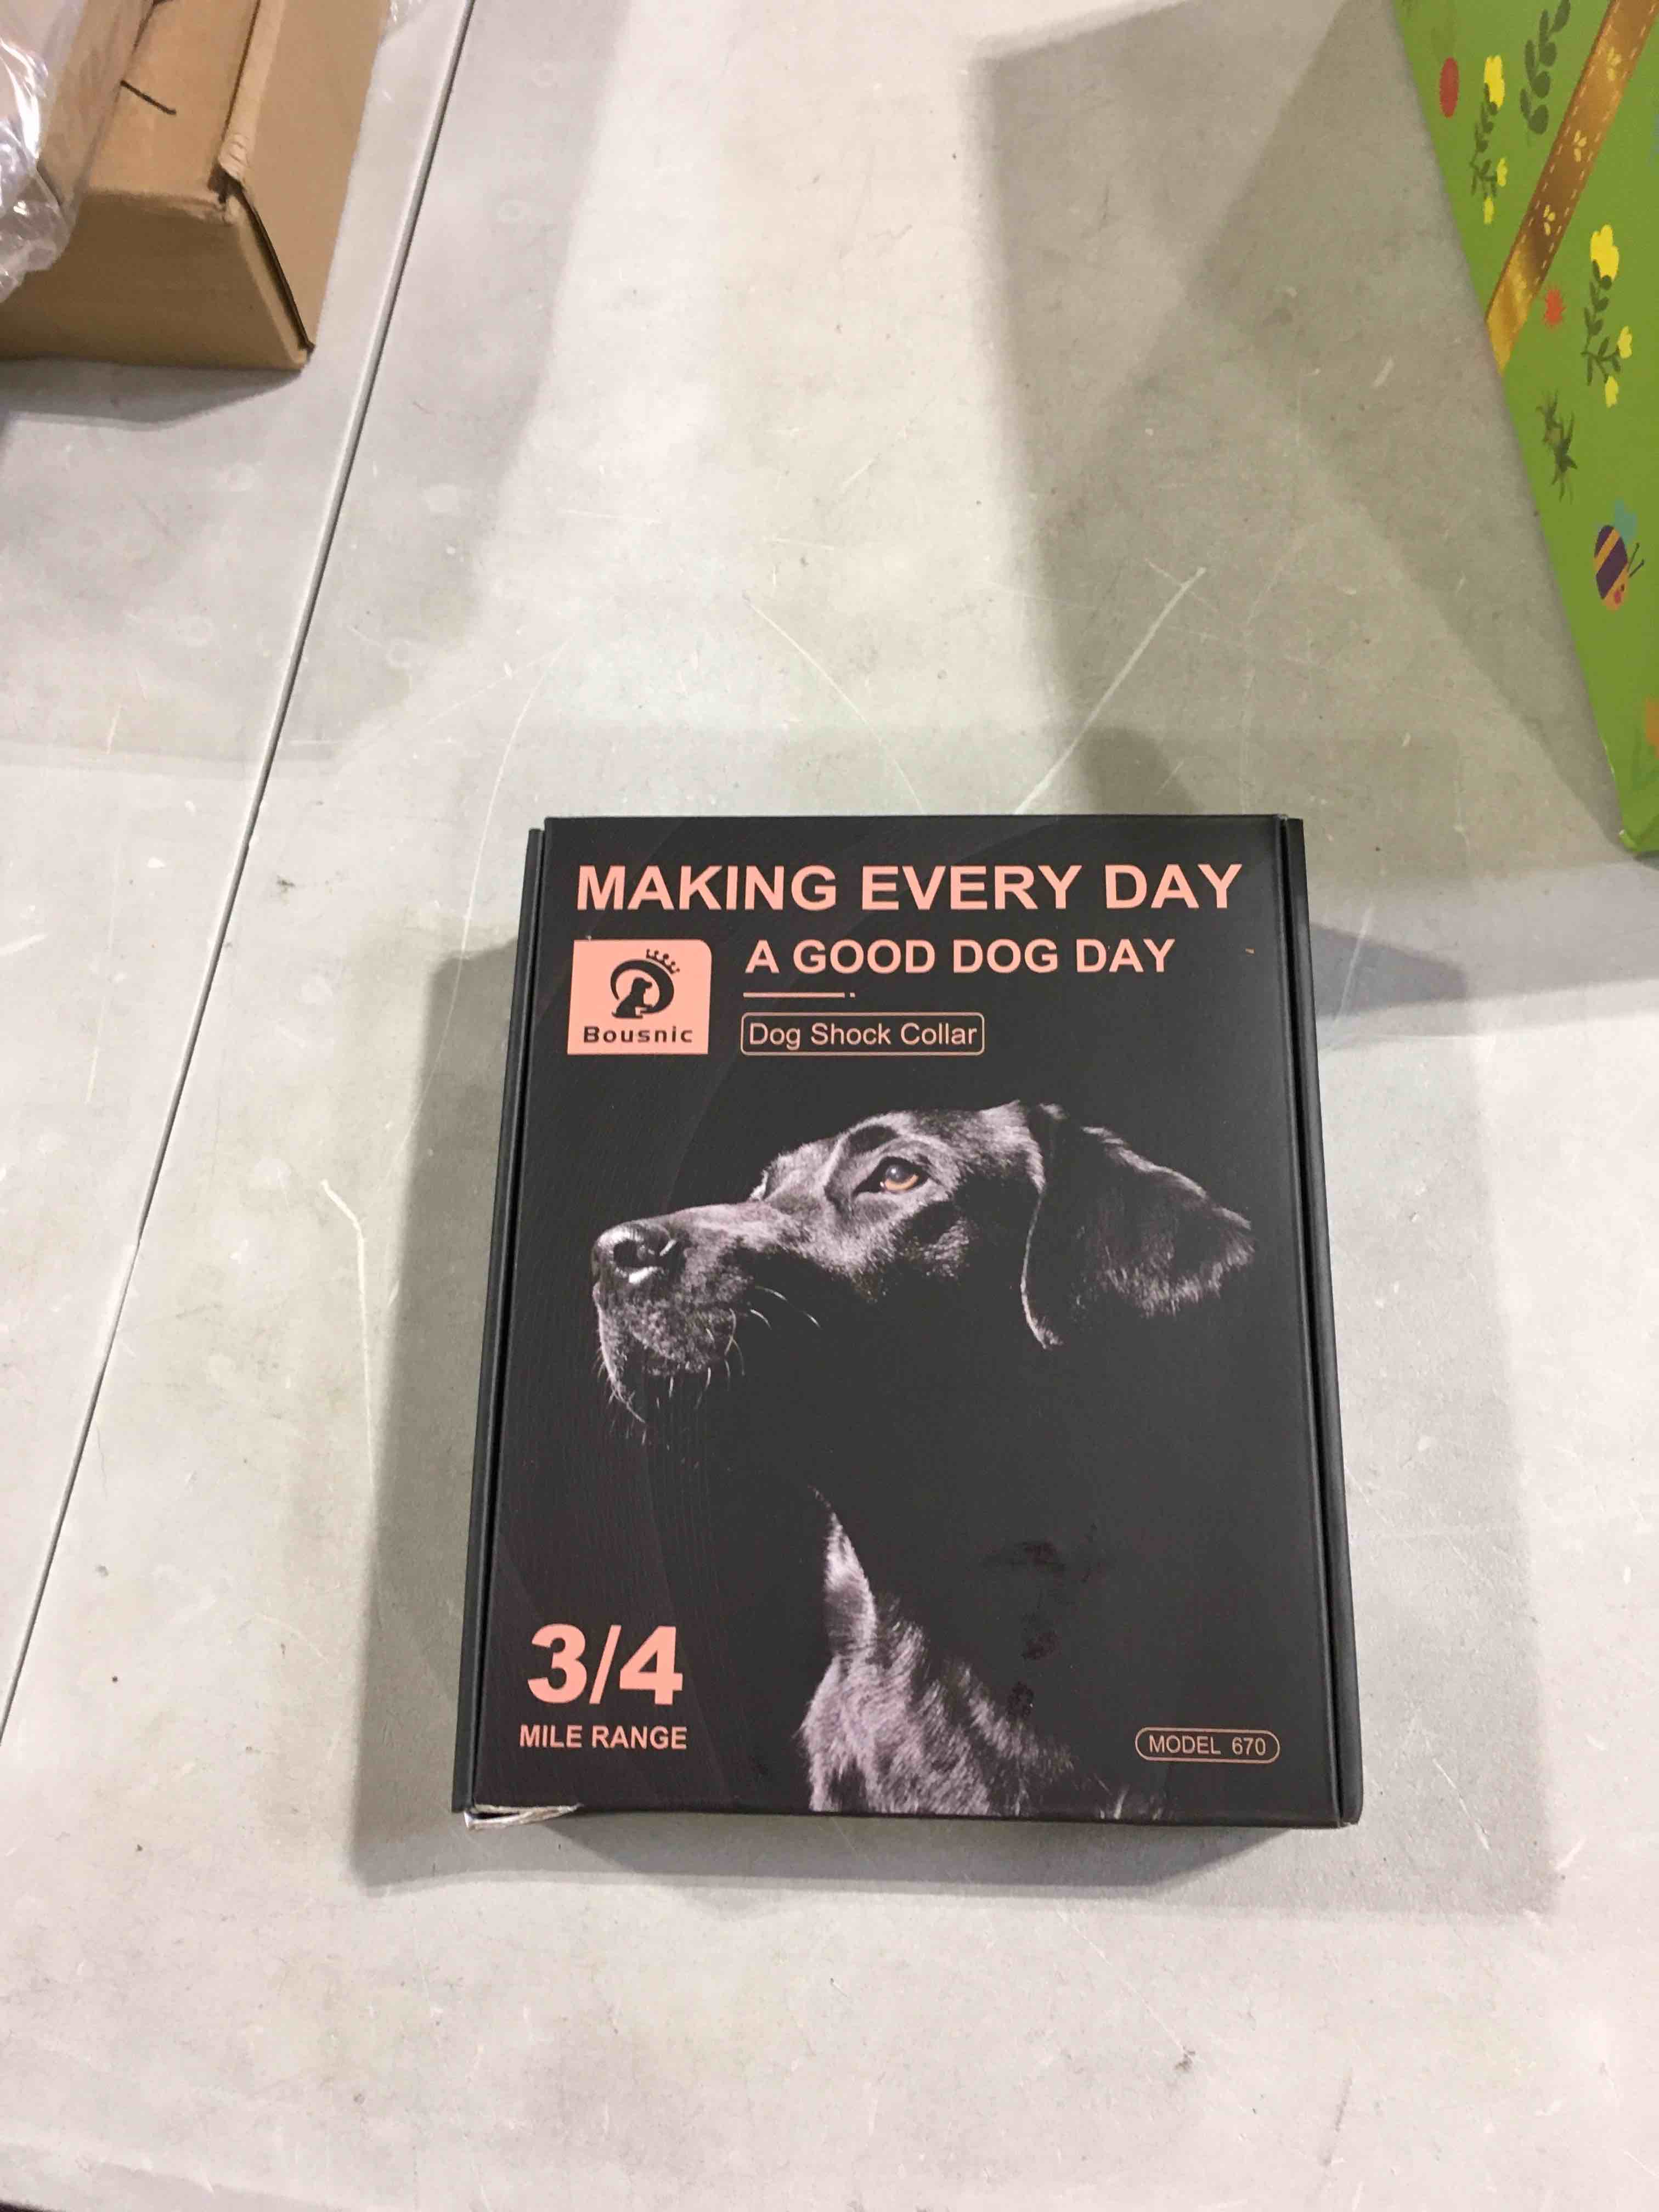 MAKING EVERY DAY
A GOOD DOG DAY
Bousnic
Dog Shock Collar
3/4
MILE RANGE
MODEL 670